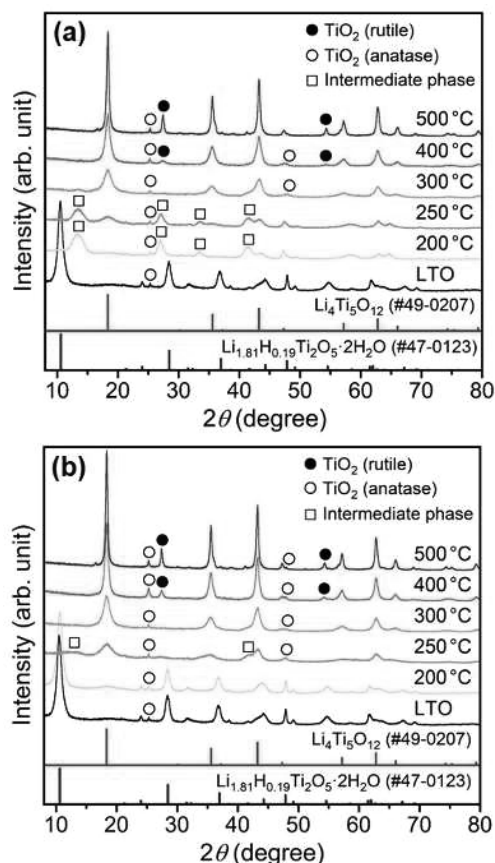 (a)
● TiO₂ (rutile)
○ TiO₂ (anatase)
□ Intermediate phase
500 °C
400 °C
300 °C
250 °C
200 °C
LTO
Li₄Ti₅O₁₂ (#49-0207)
Li₁.₈₁H₀.₁₉Ti₂O₅·2H₂O (#47-0123)
10 20 30 40 50 60 70 80
2θ (degree)
Intensity (arb. unit)
(b)
● TiO₂ (rutile)
○ TiO₂ (anatase)
□ Intermediate phase
500 °C
400 °C
300 °C
250 °C
200 °C
LTO
Li₄Ti₅O₁₂ (#49-0207)
Li₁.₈₁H₀.₁₉Ti₂O₅·2H₂O (#47-0123)
10 20 30 40 50 60 70 80
2θ (degree)
Intensity (arb. unit)